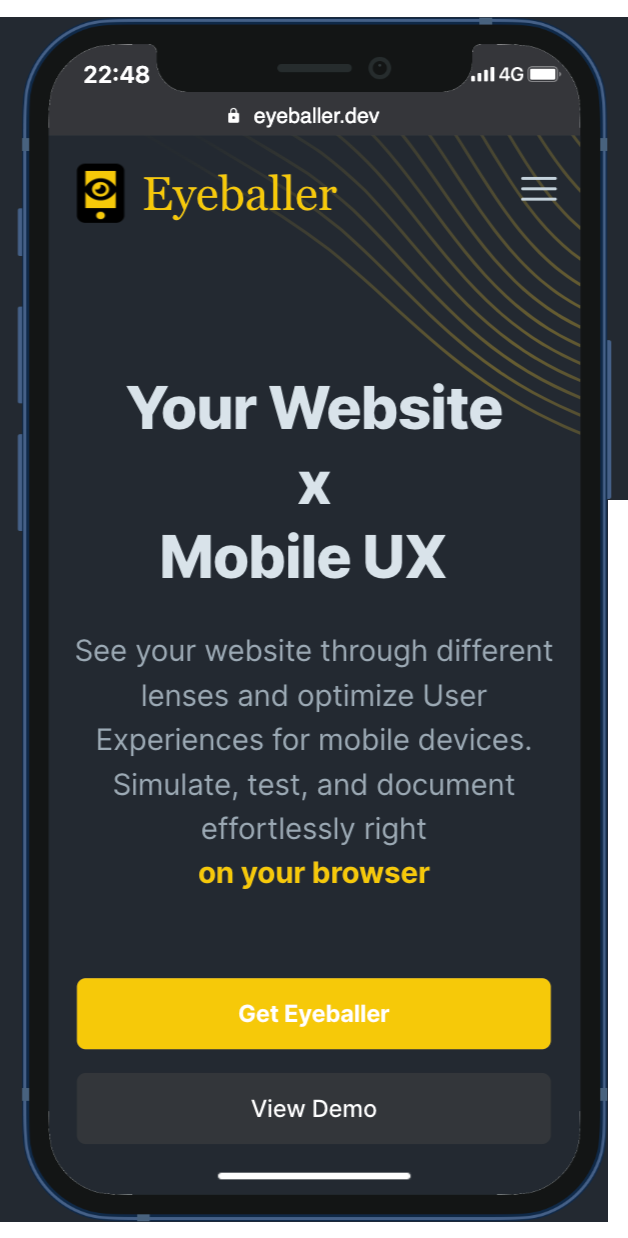 22:48
4G
eyeballer.dev
Eyeballer
Your Website
x
Mobile UX
See your website through different
lenses and optimize User
Experiences for mobile devices.
Simulate, test, and document
effortlessly right
on your browser
Get Eyeballer
View Demo